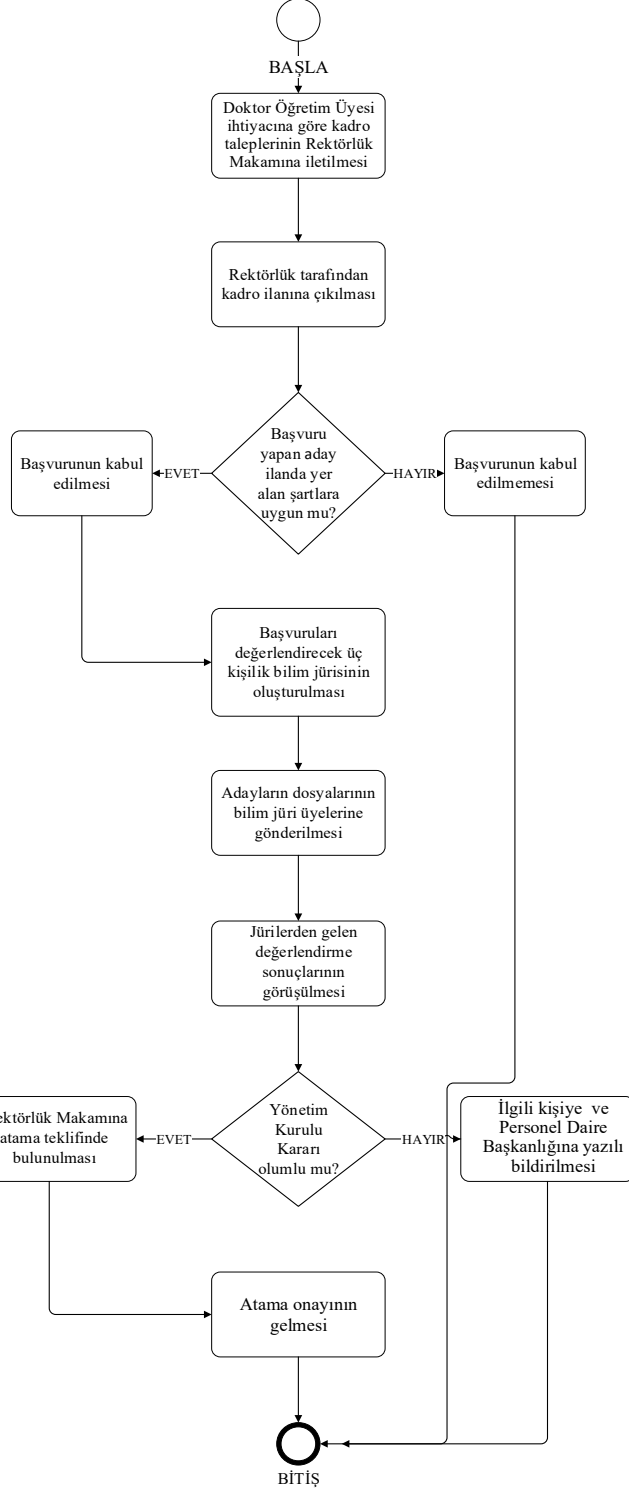 BAŞLA
Doktor Öğretim Üyesi
ihtiyacına göre kadro
taleplerinin Rektörlük
Makamına iletilmesi
Rektörlük tarafından
kadro ilanına çıkılması
Başvuru
yapan aday
ilanda yer
alan şartlara
uygun mu?
EVET
HAYIR
Başvurunun kabul
edilmesi
Başvurunun kabul
edilmemesi
Başvuruları
değerlendirecek üç
kişilik bilim jürisinin
oluşturulması
Adayların dosyalarının
bilim jüri üyelerine
gönderilmesi
Jürilerden gelen
değerlendirme
sonuçlarının
görüşülmesi
Yönetim
Kurulu
Kararı
olumlu mu?
EVET
HAYIR
ektörlük Makamına
atama teklifinde
bulunulması
İlgili kişiye ve
Personel Daire
Başkanlığına yazılı
bildirilmesi
Atama onayının
gelmesi
BİTİŞ